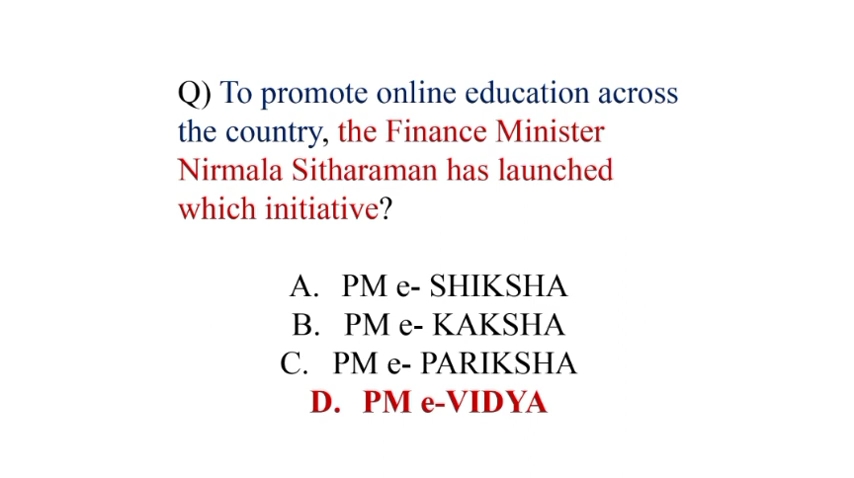 Q) To promote online education across
the country, the Finance Minister
Nirmala Sitharaman has launched
which initiative?
A. PM e- SHIKSHA
B. PM e- KAKSHA
C. PM e- PARIKSHA
D. PM e-VIDYA